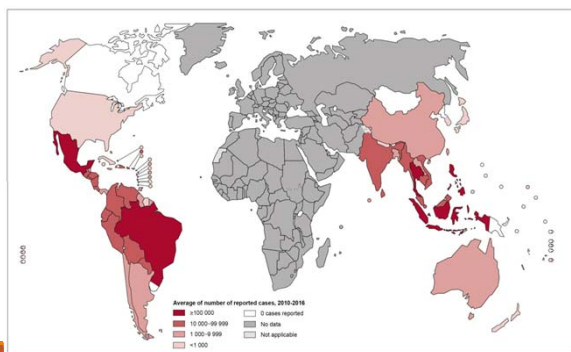 Average of number of reported cases, 2010-2016
≥100 000
10 000–99 999
1 000–9 999
<1 000
0 cases reported
No data
Not applicable